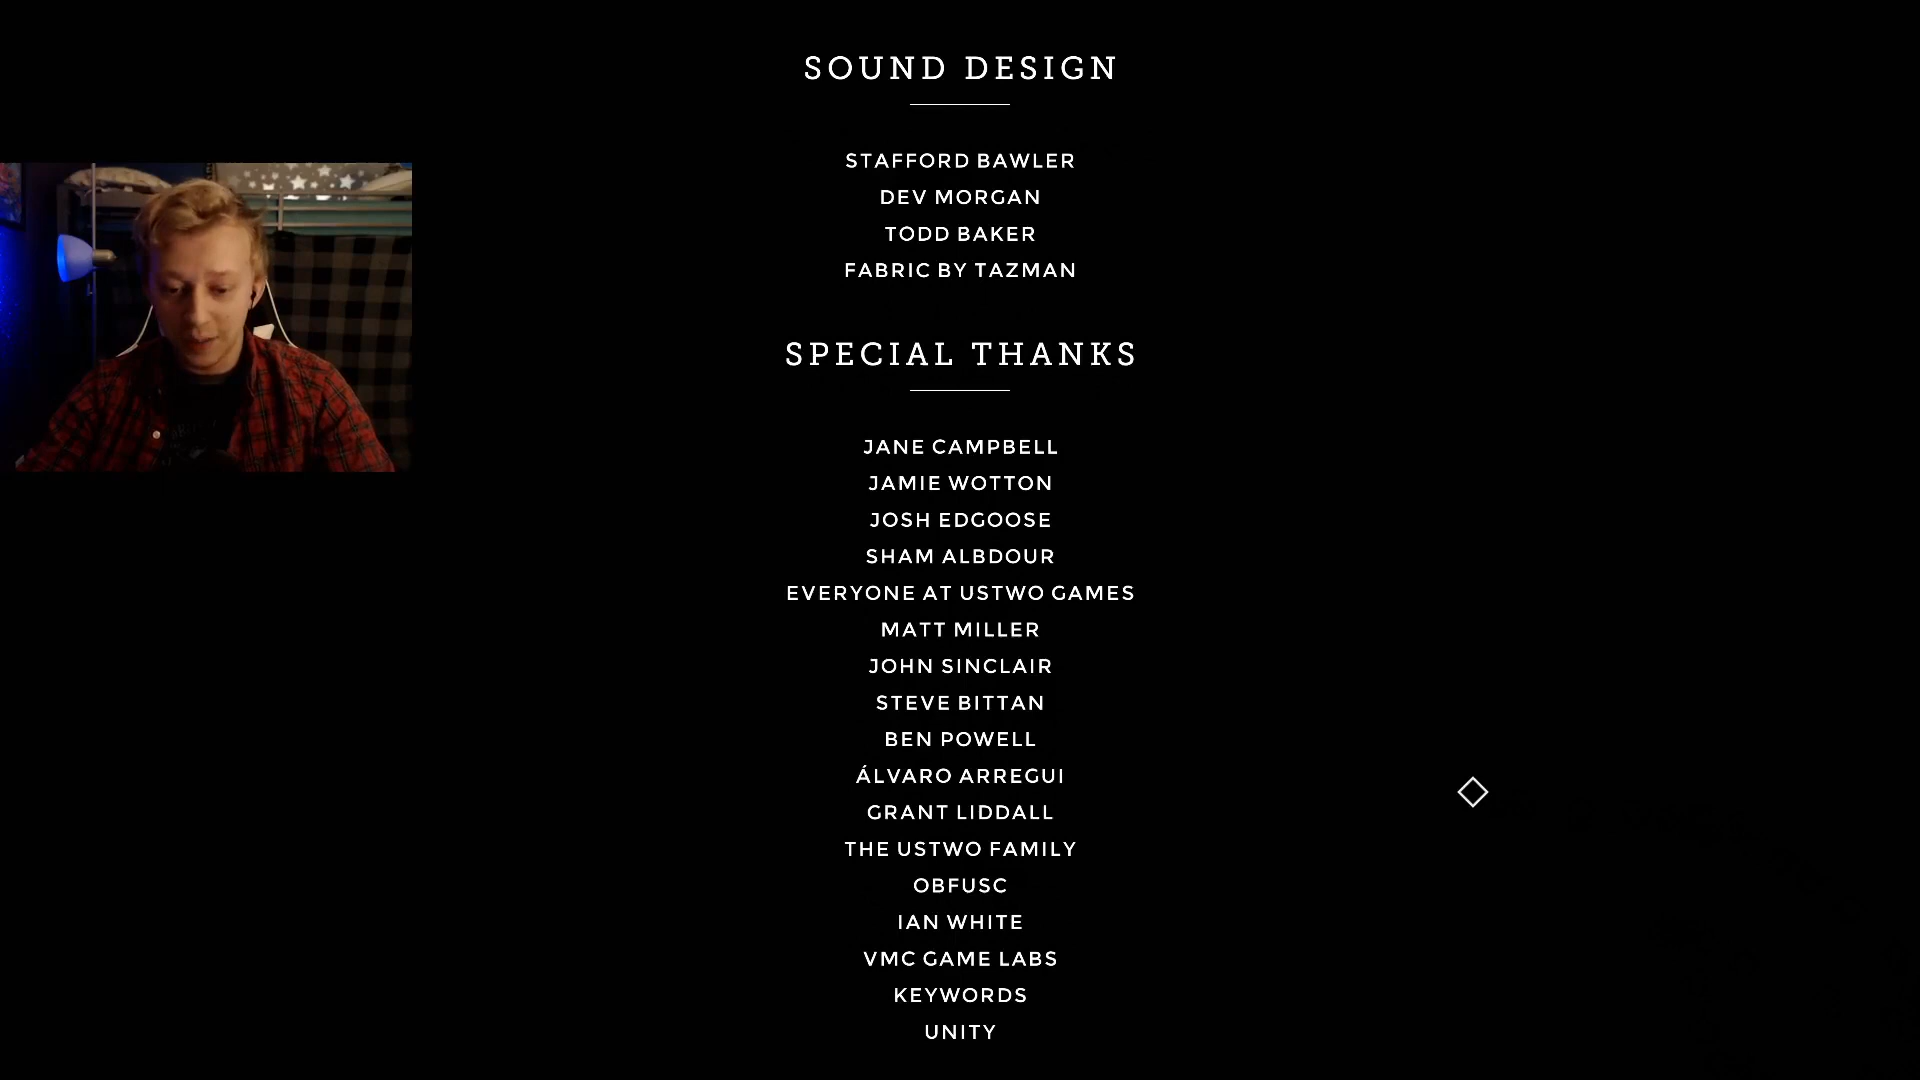 SOUND DESIGN
STAFFORD BAWLER
DEV MORGAN
TODD BAKER
FABRIC BY TAZMAN
SPECIAL THANKS
JANE CAMPBELL
JAMIE WOTTON
JOSH EDGOOSE
SHAM ALBDOUR
EVERYONE AT USTWO GAMES
MATT MILLER
JOHN SINCLAIR
STEVE BITTAN
BEN POWELL
ÁLVARO ARREGUI
GRANT LIDDALL
THE USTWO FAMILY
OBFUSC
IAN WHITE
VMC GAME LABS
KEYWORDS
UNITY